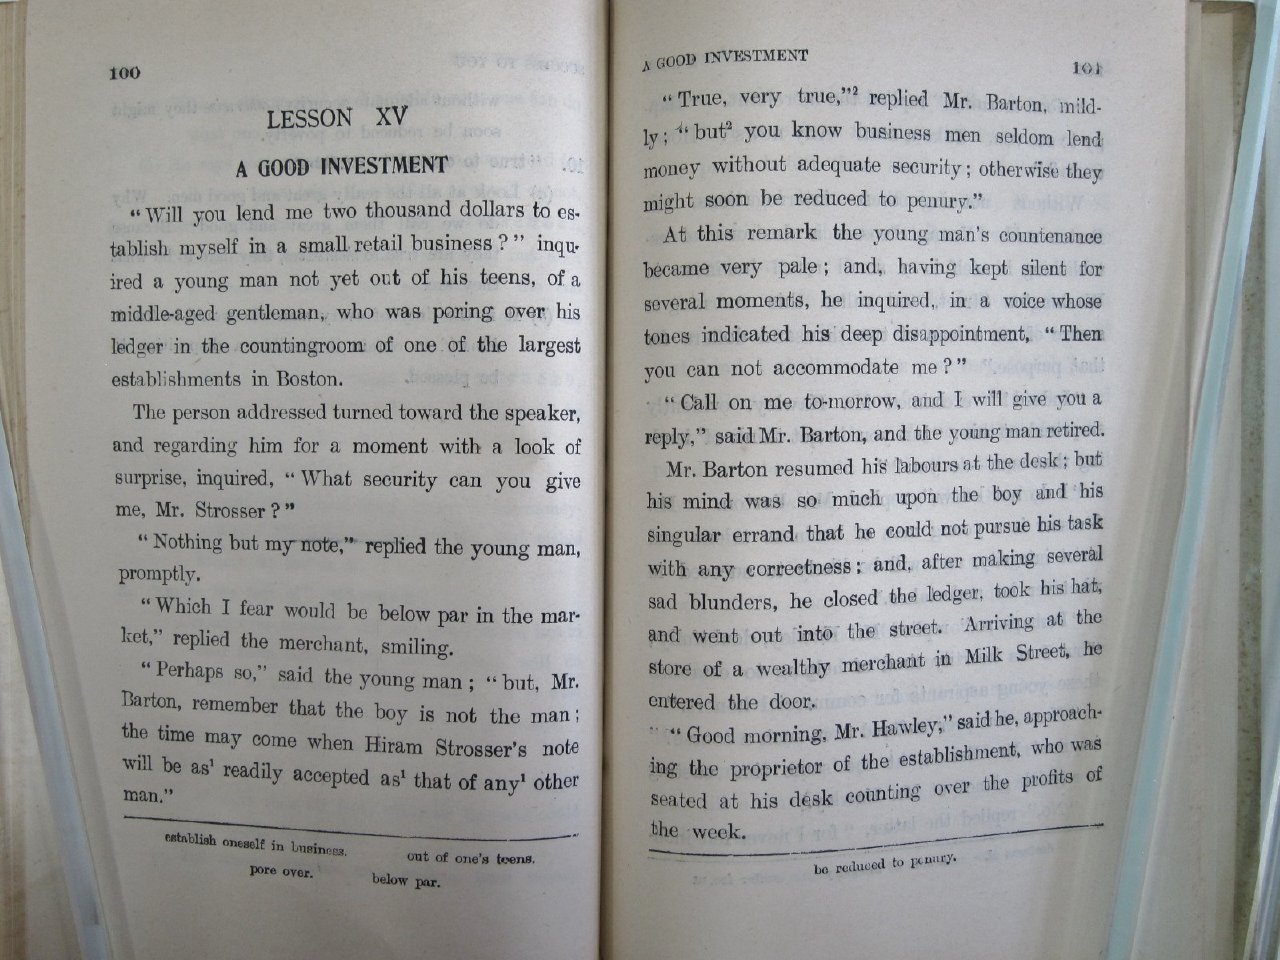 100
LESSON XV
A GOOD INVESTMENT
“Will you lend me two thousand dollars to es-
tablish myself in a small retail business?” inqu-
ired a young man not yet out of his teens, of a
middle-aged gentleman, who was poring over his
ledger in the countingroom of one of the largest
establishments in Boston.
The person addressed turned toward the speaker,
and regarding him for a moment with a look of
surprise, inquired, “What security can you give
me, Mr. Strosser?”
“Nothing but my note,” replied the young man,
promptly.
“Which I fear would be below par in the mar-
ket,” replied the merchant, smiling.
“Perhaps so,” said the young man; “but, Mr.
Barton, remember that the boy is not the man;
the time may come when Hiram Strosser's note
will be as¹ readily accepted as¹ that of any¹ other
man.”
establish oneself in business. out of one's teens.
pore over. below par.
A GOOD INVESTMENT
101
“True, very true,”² replied Mr. Barton, mild-
ly; “but² you know business men seldom lend
money without adequate security; otherwise they
might soon be reduced to penury.”
At this remark the young man's countenance
became very pale; and, having kept silent for
several moments, he inquired, in a voice whose
tones indicated his deep disappointment, “Then
you can not accommodate me?”
“Call on me to-morrow, and I will give you a
reply,” said Mr. Barton, and the young man retired.
Mr. Barton resumed his labours at the desk; but
his mind was so much upon the boy and his
singular errand that he could not pursue his task
with any correctness; and, after making several
sad blunders, he closed the ledger, took his hat,
and went out into the street. Arriving at the
store of a wealthy merchant in Milk Street, he
entered the door.
“Good morning, Mr. Hawley,” said he, approach-
ing the proprietor of the establishment, who was
seated at his desk counting over the profits of
the week.
be reduced to penury.